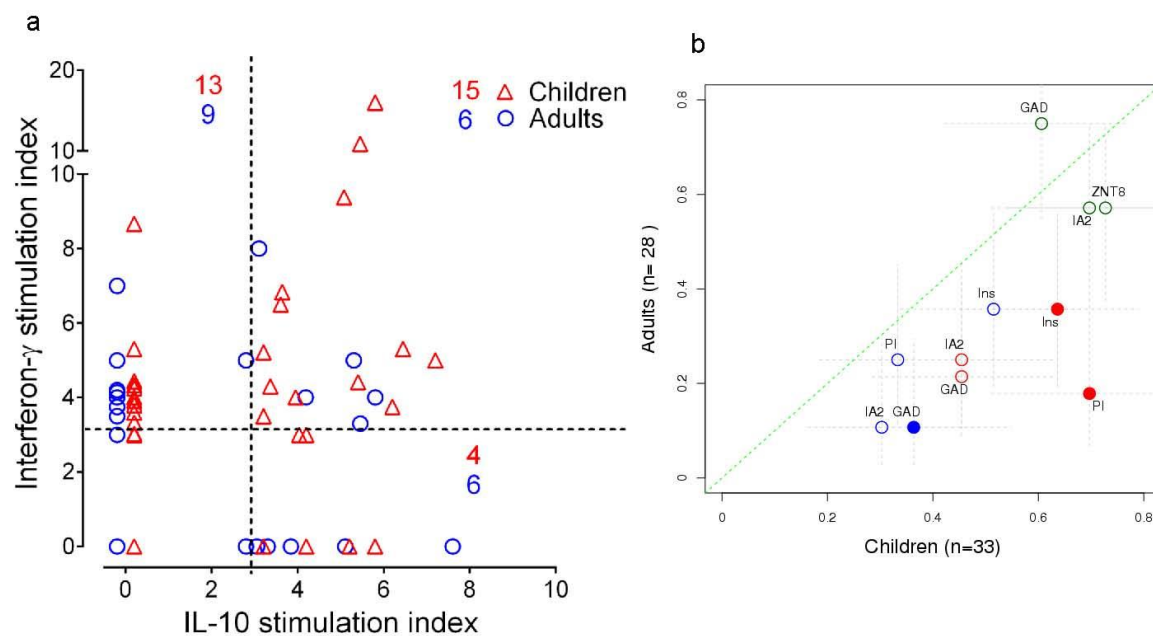 a
20
10
10
8
6
4
2
0
0 2 4 6 8 10
Interferon-γ stimulation index
IL-10 stimulation index
13
9
15 Children
6 Adults
4
6
b
0.8
0.6
0.4
0.2
0
0 0.2 0.4 0.6 0.8
Adults (n= 28)
Children (n=33)
GAD
ZNT8
IA2
Ins
Ins
PI
IA2
GAD
PI
IA2
GAD